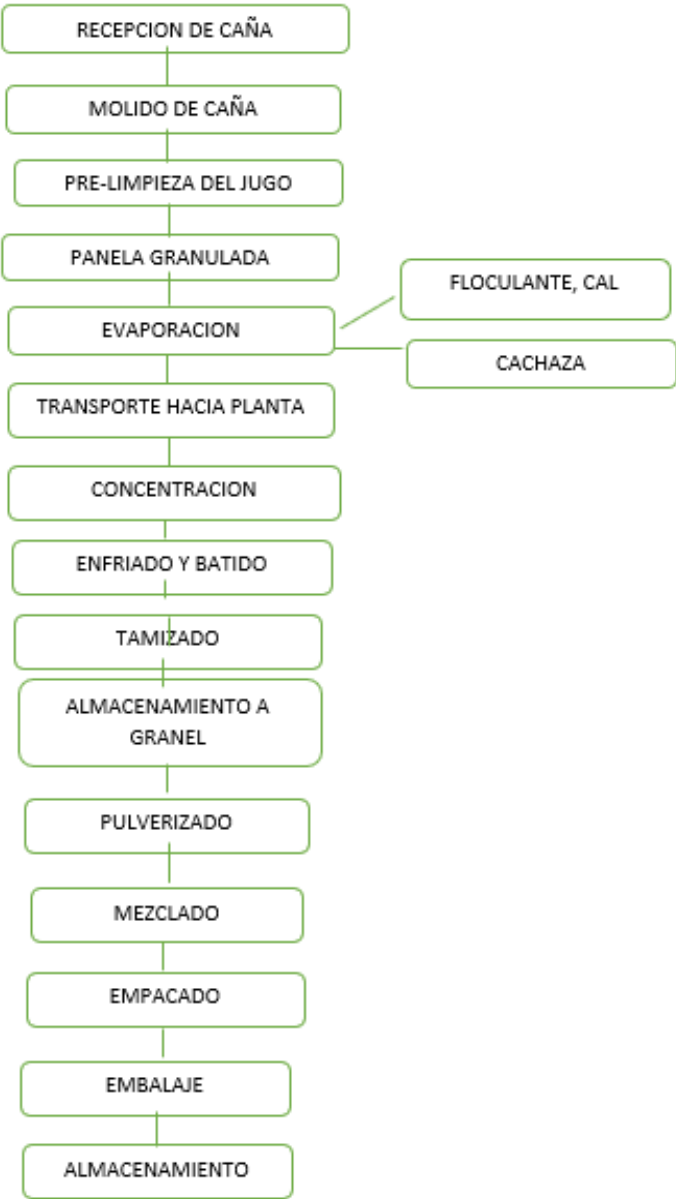 RECEPCION DE CAÑA
MOLIDO DE CAÑA
PRE-LIMPIEZA DEL JUGO
PANELA GRANULADA
FLOCULANTE, CAL
EVAPORACION
CACHAZA
TRANSPORTE HACIA PLANTA
CONCENTRACION
ENFRIADO Y BATIDO
TAMIZADO
ALMACENAMIENTO A
GRANEL
PULVERIZADO
MEZCLADO
EMPACADO
EMBALAJE
ALMACENAMIENTO